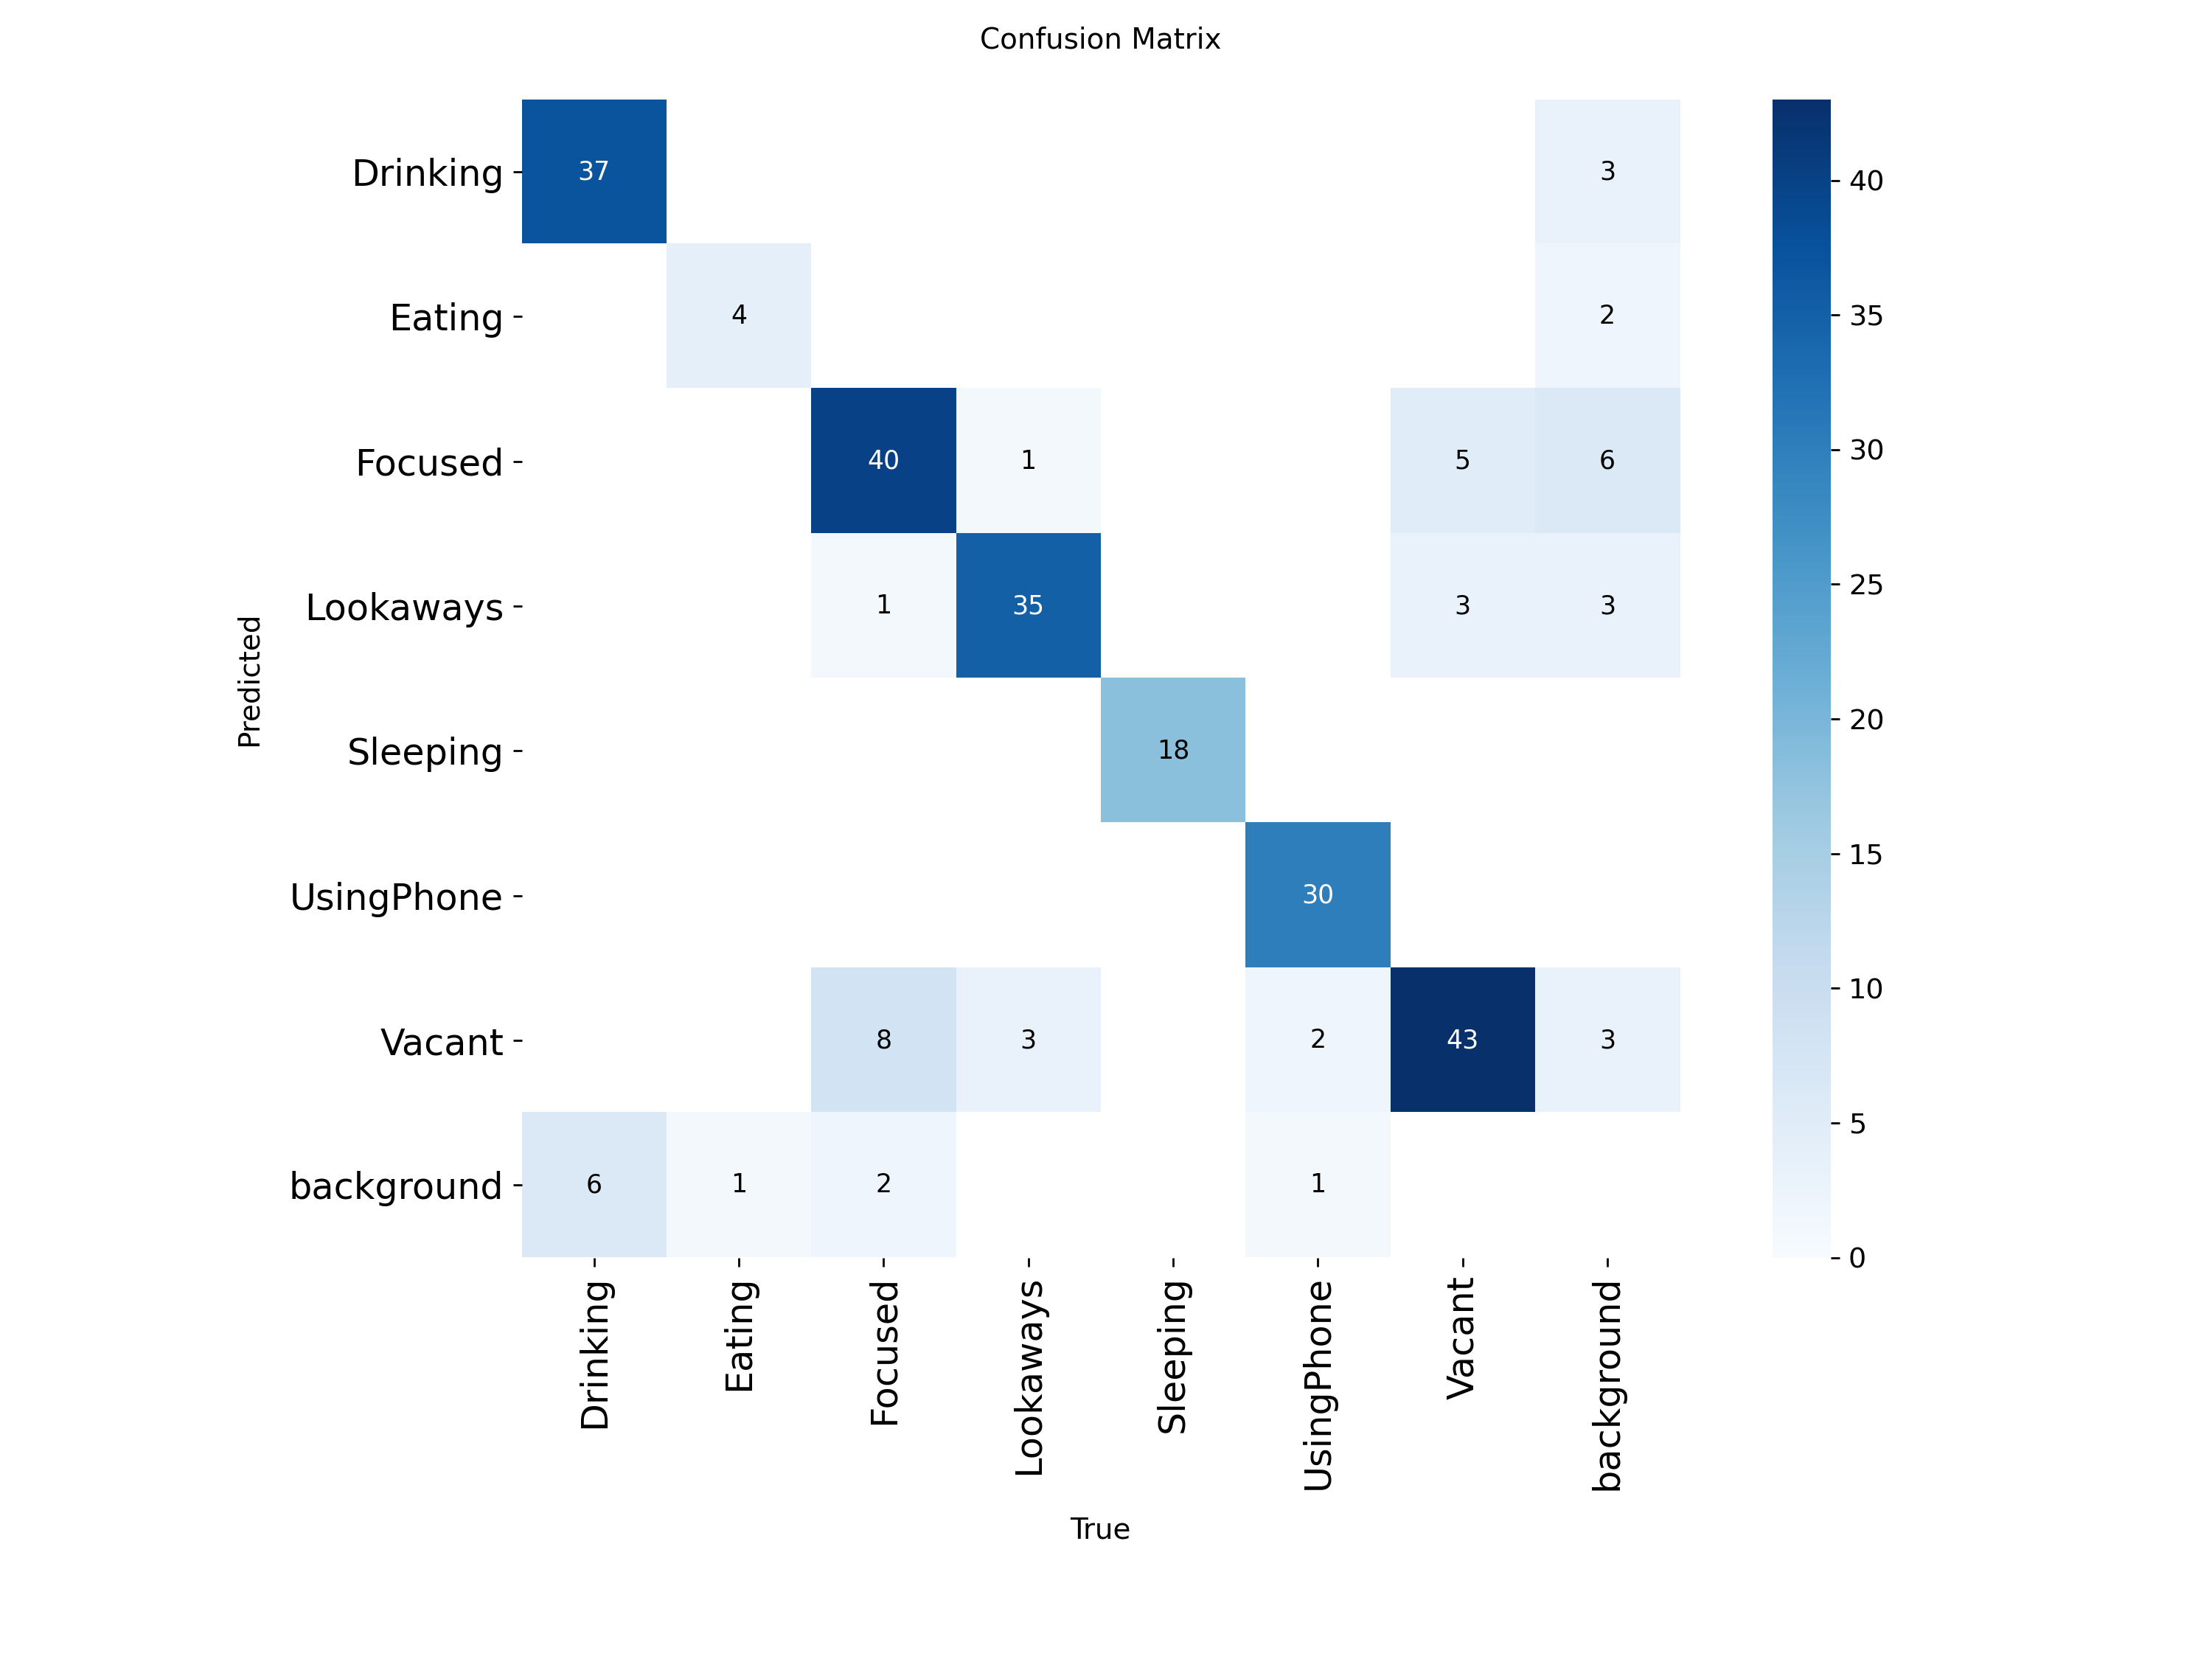 Confusion Matrix
Drinking 37 3
Eating 4 2
Focused 40 1 5 6
Lookaways 1 35 3 3
Sleeping 18
UsingPhone 30
Vacant 8 3 2 43 3
background 6 1 2 1
Predicted
Drinking Eating Focused Lookaways Sleeping UsingPhone Vacant background
True
40
35
30
25
20
15
10
5
0